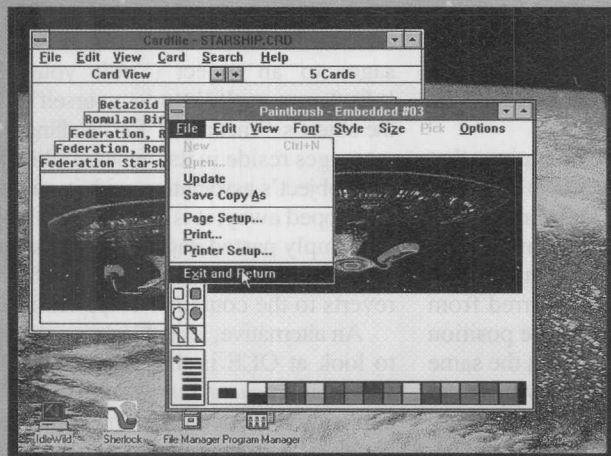 Cardfile - STARSHIP.CRD
File Edit View Card Search Help
Card View 5 Cards
Betazoid
Romulan Bir
Federation, R
Federation, Rom
Federation Starsh
Paintbrush - Embedded #03
File Edit View Font Style Size Pick Options
New Ctrl+N
Open...
Update
Save Copy As
Page Setup...
Print...
Printer Setup...
Exit and Return
IdleWild Sherlock File Manager Program Manager